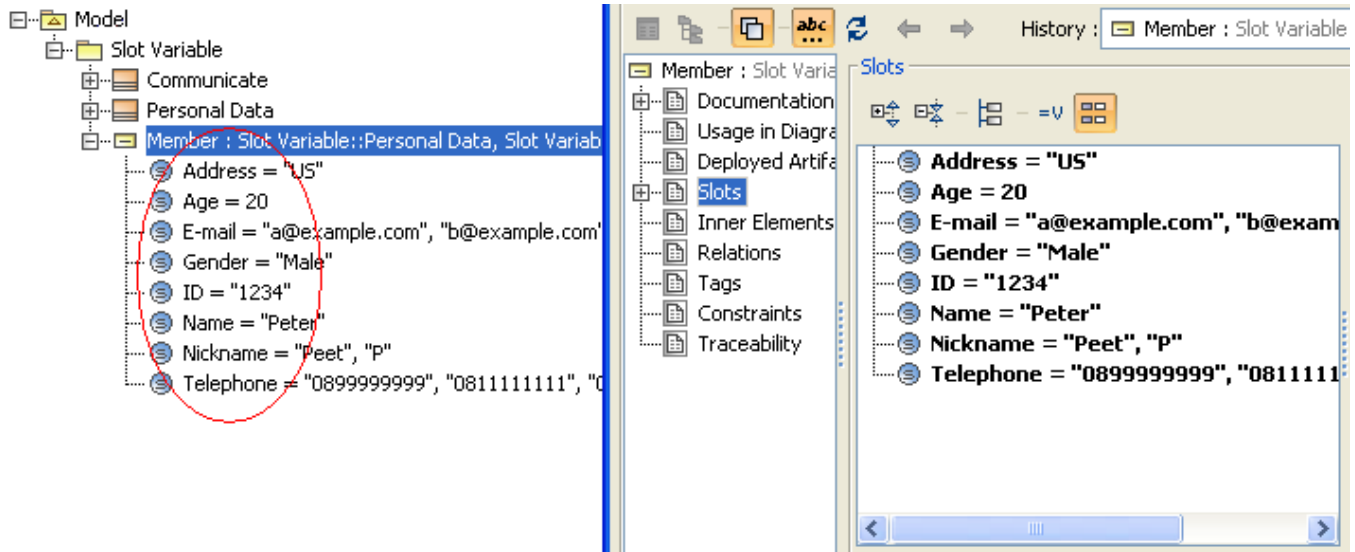 Model
Slot Variable
Communicate
Personal Data
Member : Slot Variable::Personal Data, Slot Variab
Address = "US"
Age = 20
E-mail = "a@example.com", "b@example.com"
Gender = "Male"
ID = "1234"
Name = "Peter"
Nickname = "Peet", "P"
Telephone = "0899999999", "0811111111", "0
abc
History : Member : Slot Variable
Member : Slot Varia
Documentation
Usage in Diagra
Deployed Artifa
Slots
Inner Elements
Relations
Tags
Constraints
Traceability
Slots
=V
Address = "US"
Age = 20
E-mail = "a@example.com", "b@exam
Gender = "Male"
ID = "1234"
Name = "Peter"
Nickname = "Peet", "P"
Telephone = "0899999999", "0811111